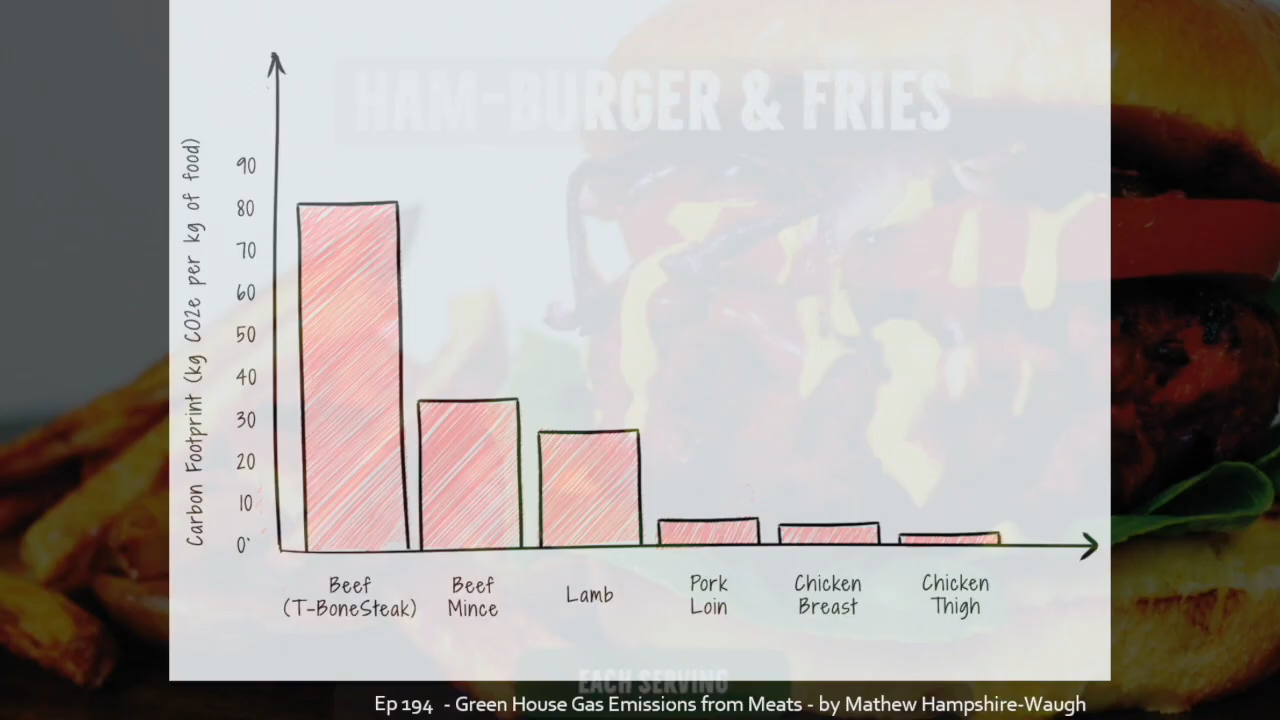 HAM-BURGER & FRIES
Carbon Footprint (kg CO2e per kg of food)
90
80
70
60
50
40
30
20
10
0
Beef
(T-BoneSteak)
Beef
Mince
Lamb
Pork
Loin
Chicken
Breast
Chicken
Thigh
EACH SERVING
Ep 194 - Green House Gas Emissions from Meats - by Mathew Hampshire-Waugh